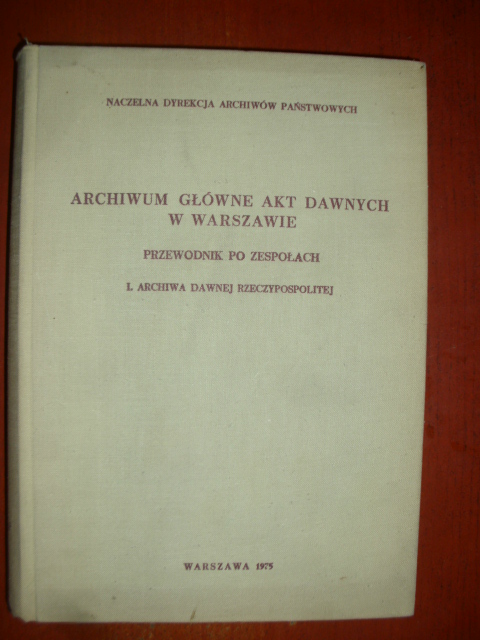 NACZELNA DYREKCJA ARCHIWÓW PAŃSTWOWYCH
ARCHIWUM GŁÓWNE AKT DAWNYCH
W WARSZAWIE
PRZEWODNIK PO ZESPOŁACH
I. ARCHIWA DAWNEJ RZECZYPOSPOLITEJ
WARSZAWA 1975